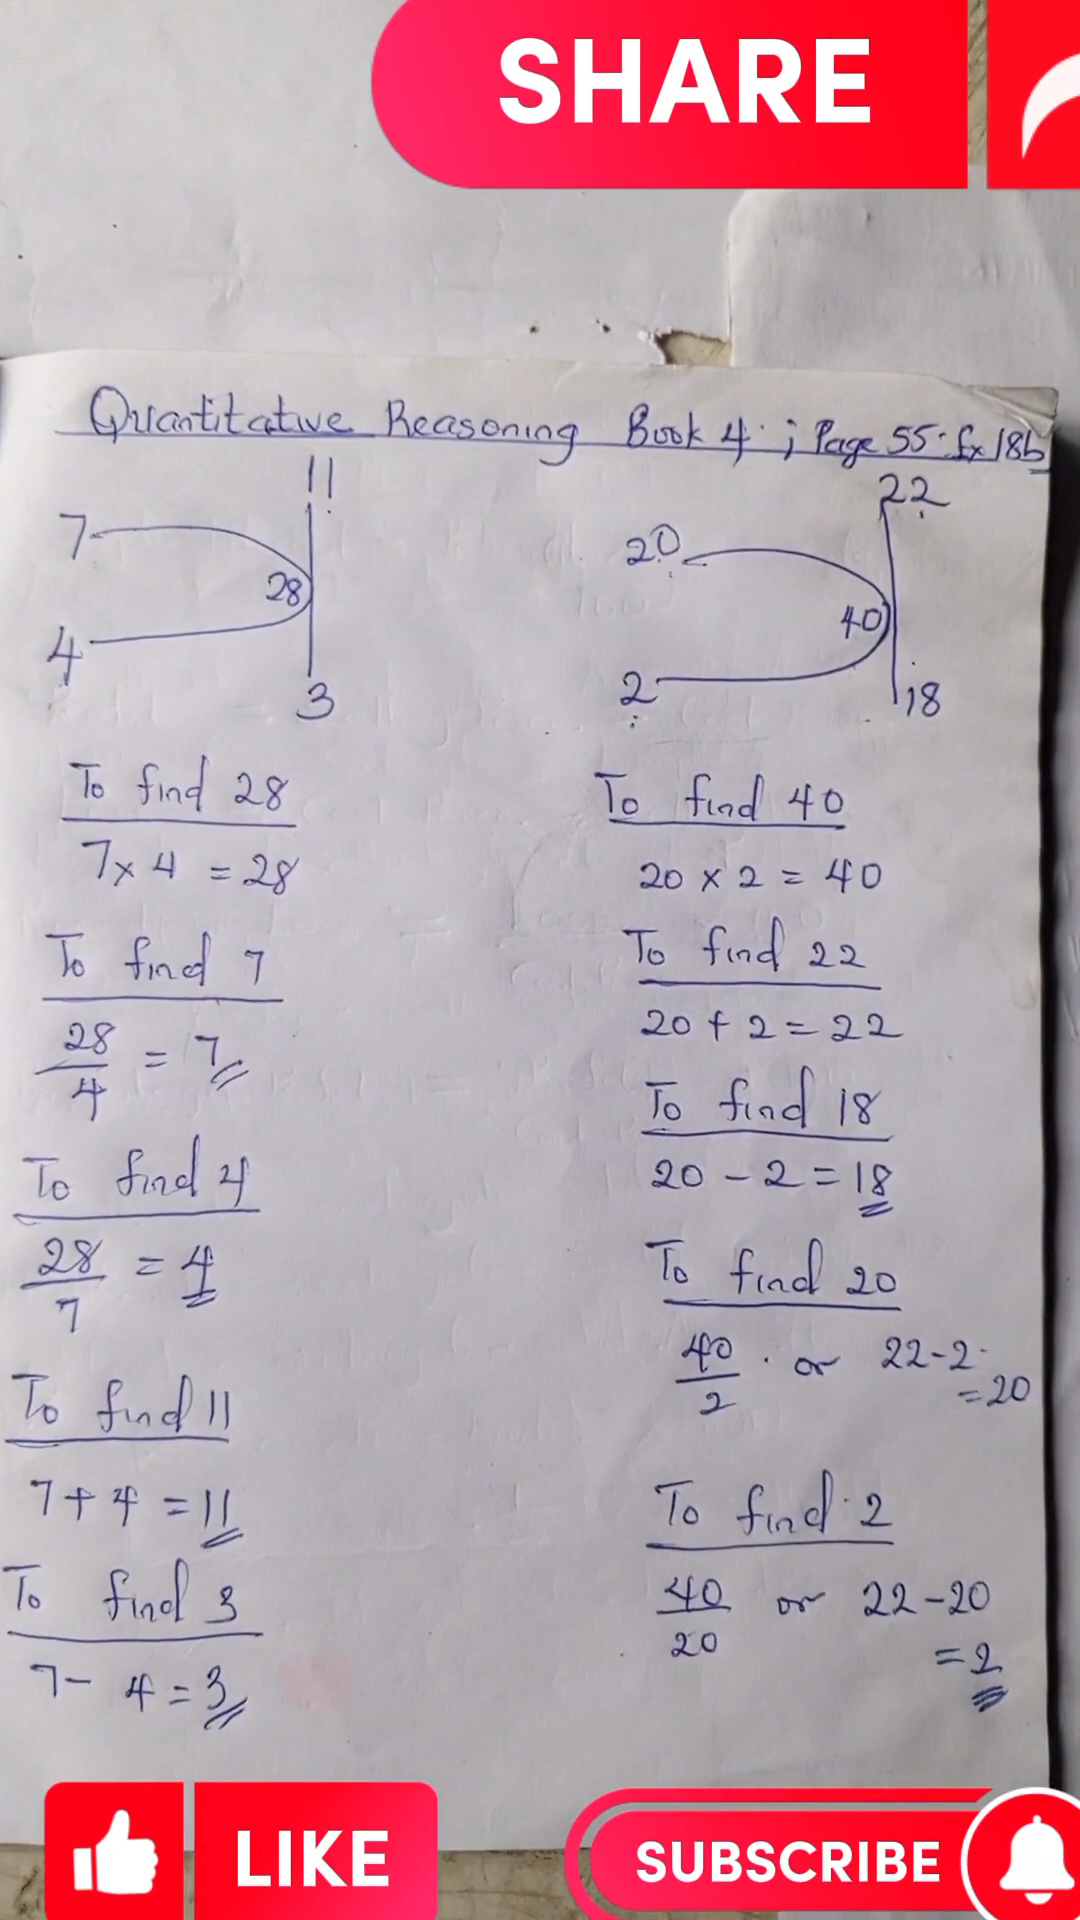 SHARE
Quantitative Reasoning Book 4 ; Page 55: Ex 18b
11
7
28
4
3
To find 28
7 x 4 = 28
To find 7
28/4 = 7
To find 4
28/7 = 4
To find 11
7 + 4 = 11
To find 3
7 - 4 = 3
22
20
40
2
18
To find 40
20 x 2 = 40
To find 22
20 + 2 = 22
To find 18
20 - 2 = 18
To find 20
40/2 . or 22-2.
=20
To find 2
40/20 or 22-20
=2
LIKE
SUBSCRIBE